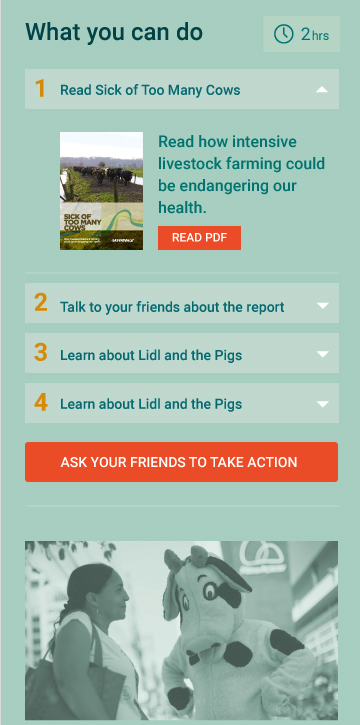 What you can do
2hrs
1 Read Sick of Too Many Cows
Read how intensive
livestock farming could
be endangering our
health.
SICK OF
TOO MANY
COWS
READ PDF
2 Talk to your friends about the report
3 Learn about Lidl and the Pigs
4 Learn about Lidl and the Pigs
ASK YOUR FRIENDS TO TAKE ACTION